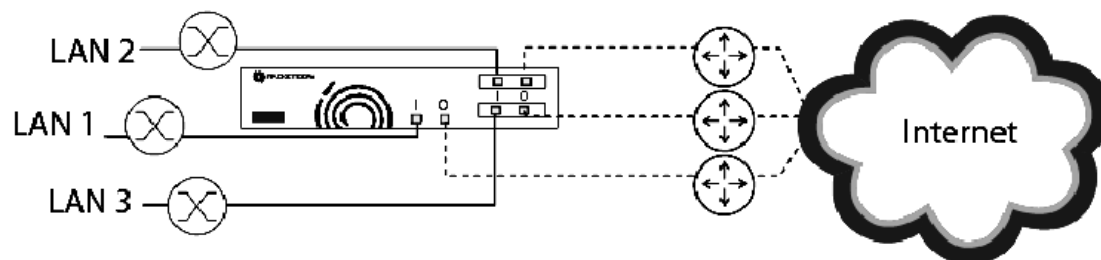 LAN 2
I O
LAN 1
I O
Internet
LAN 3